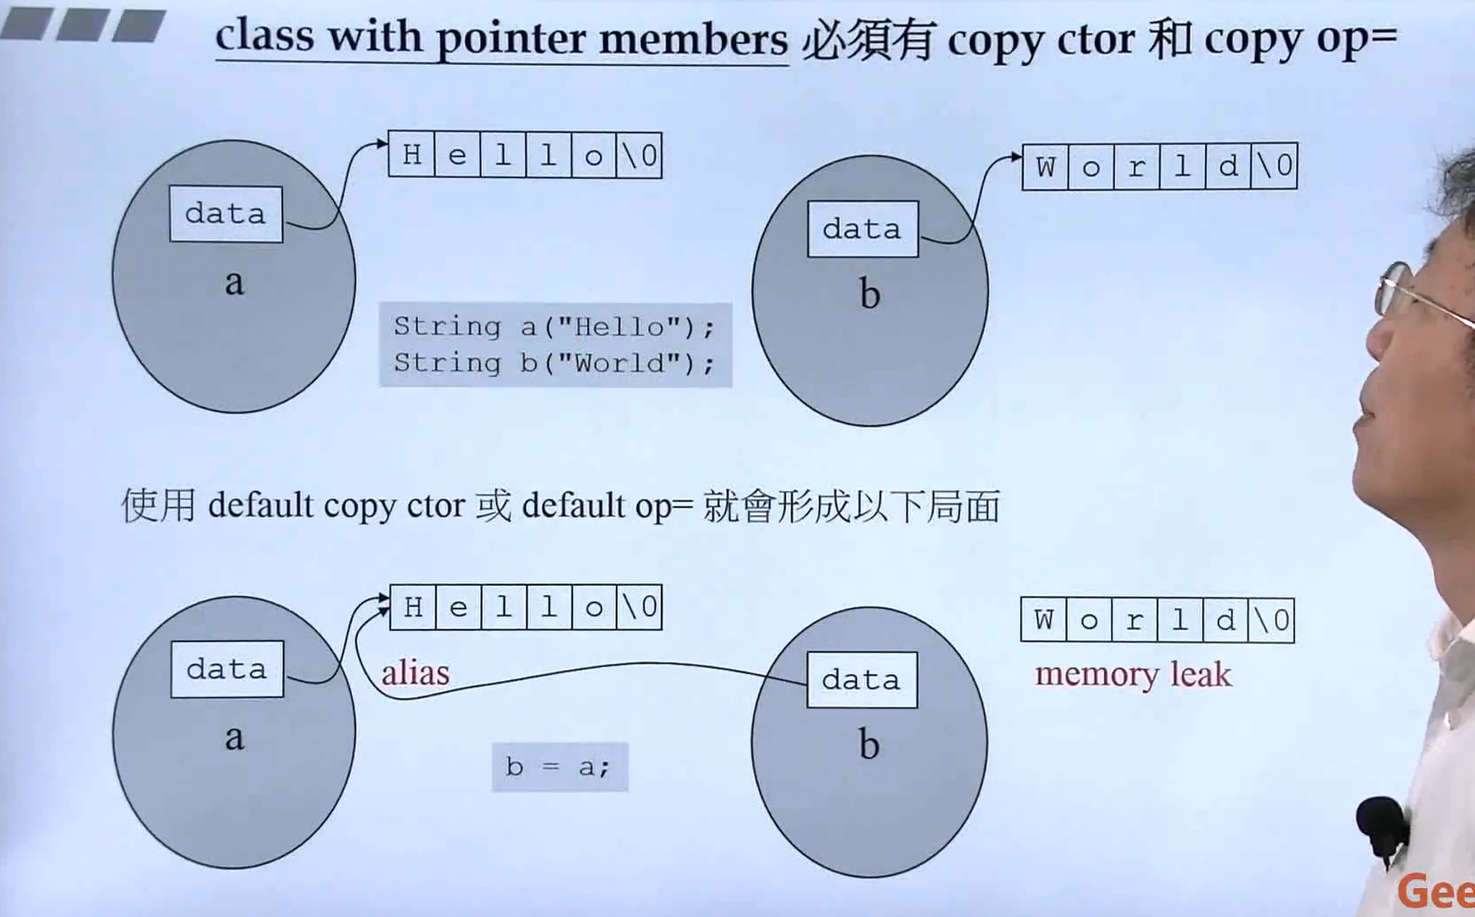 class with pointer members 必須有 copy ctor 和 copy op=
H e l l o \0
W o r l d \0
data
data
a
b
String a("Hello");
String b("World");
使用 default copy ctor 或 default op= 就會形成以下局面
H e l l o \0
W o r l d \0
data
alias
data
memory leak
a
b
b = a;
Gee